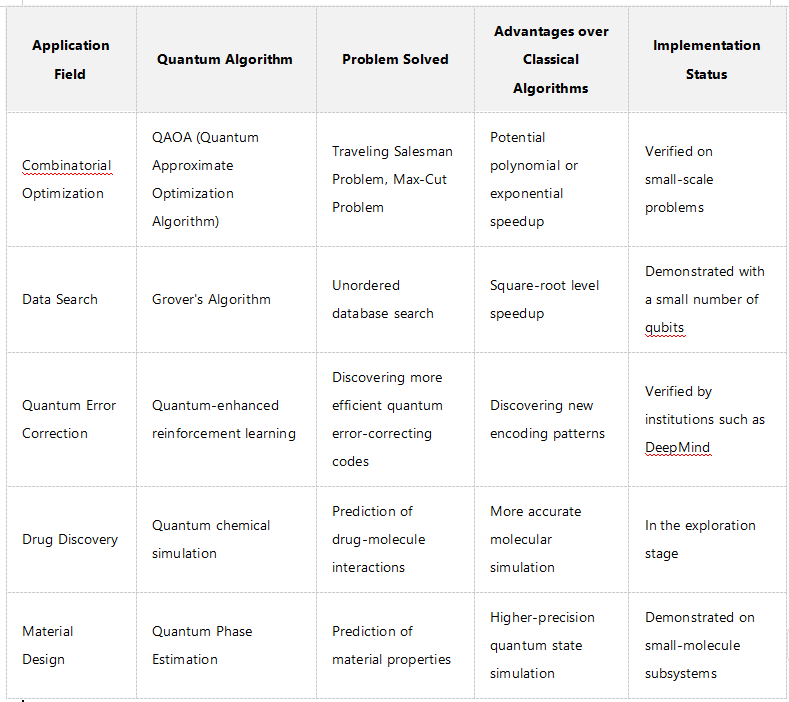 Application Field
Quantum Algorithm
Problem Solved
Advantages over Classical Algorithms
Implementation Status
Combinatorial Optimization
QAOA (Quantum Approximate Optimization Algorithm)
Traveling Salesman Problem, Max-Cut Problem
Potential polynomial or exponential speedup
Verified on small-scale problems
Data Search
Grover's Algorithm
Unordered database search
Square-root level speedup
Demonstrated with a small number of qubits
Quantum Error Correction
Quantum-enhanced reinforcement learning
Discovering more efficient quantum error-correcting codes
Discovering new encoding patterns
Verified by institutions such as DeepMind
Drug Discovery
Quantum chemical simulation
Prediction of drug-molecule interactions
More accurate molecular simulation
In the exploration stage
Material Design
Quantum Phase Estimation
Prediction of material properties
Higher-precision quantum state simulation
Demonstrated on small-molecule subsystems